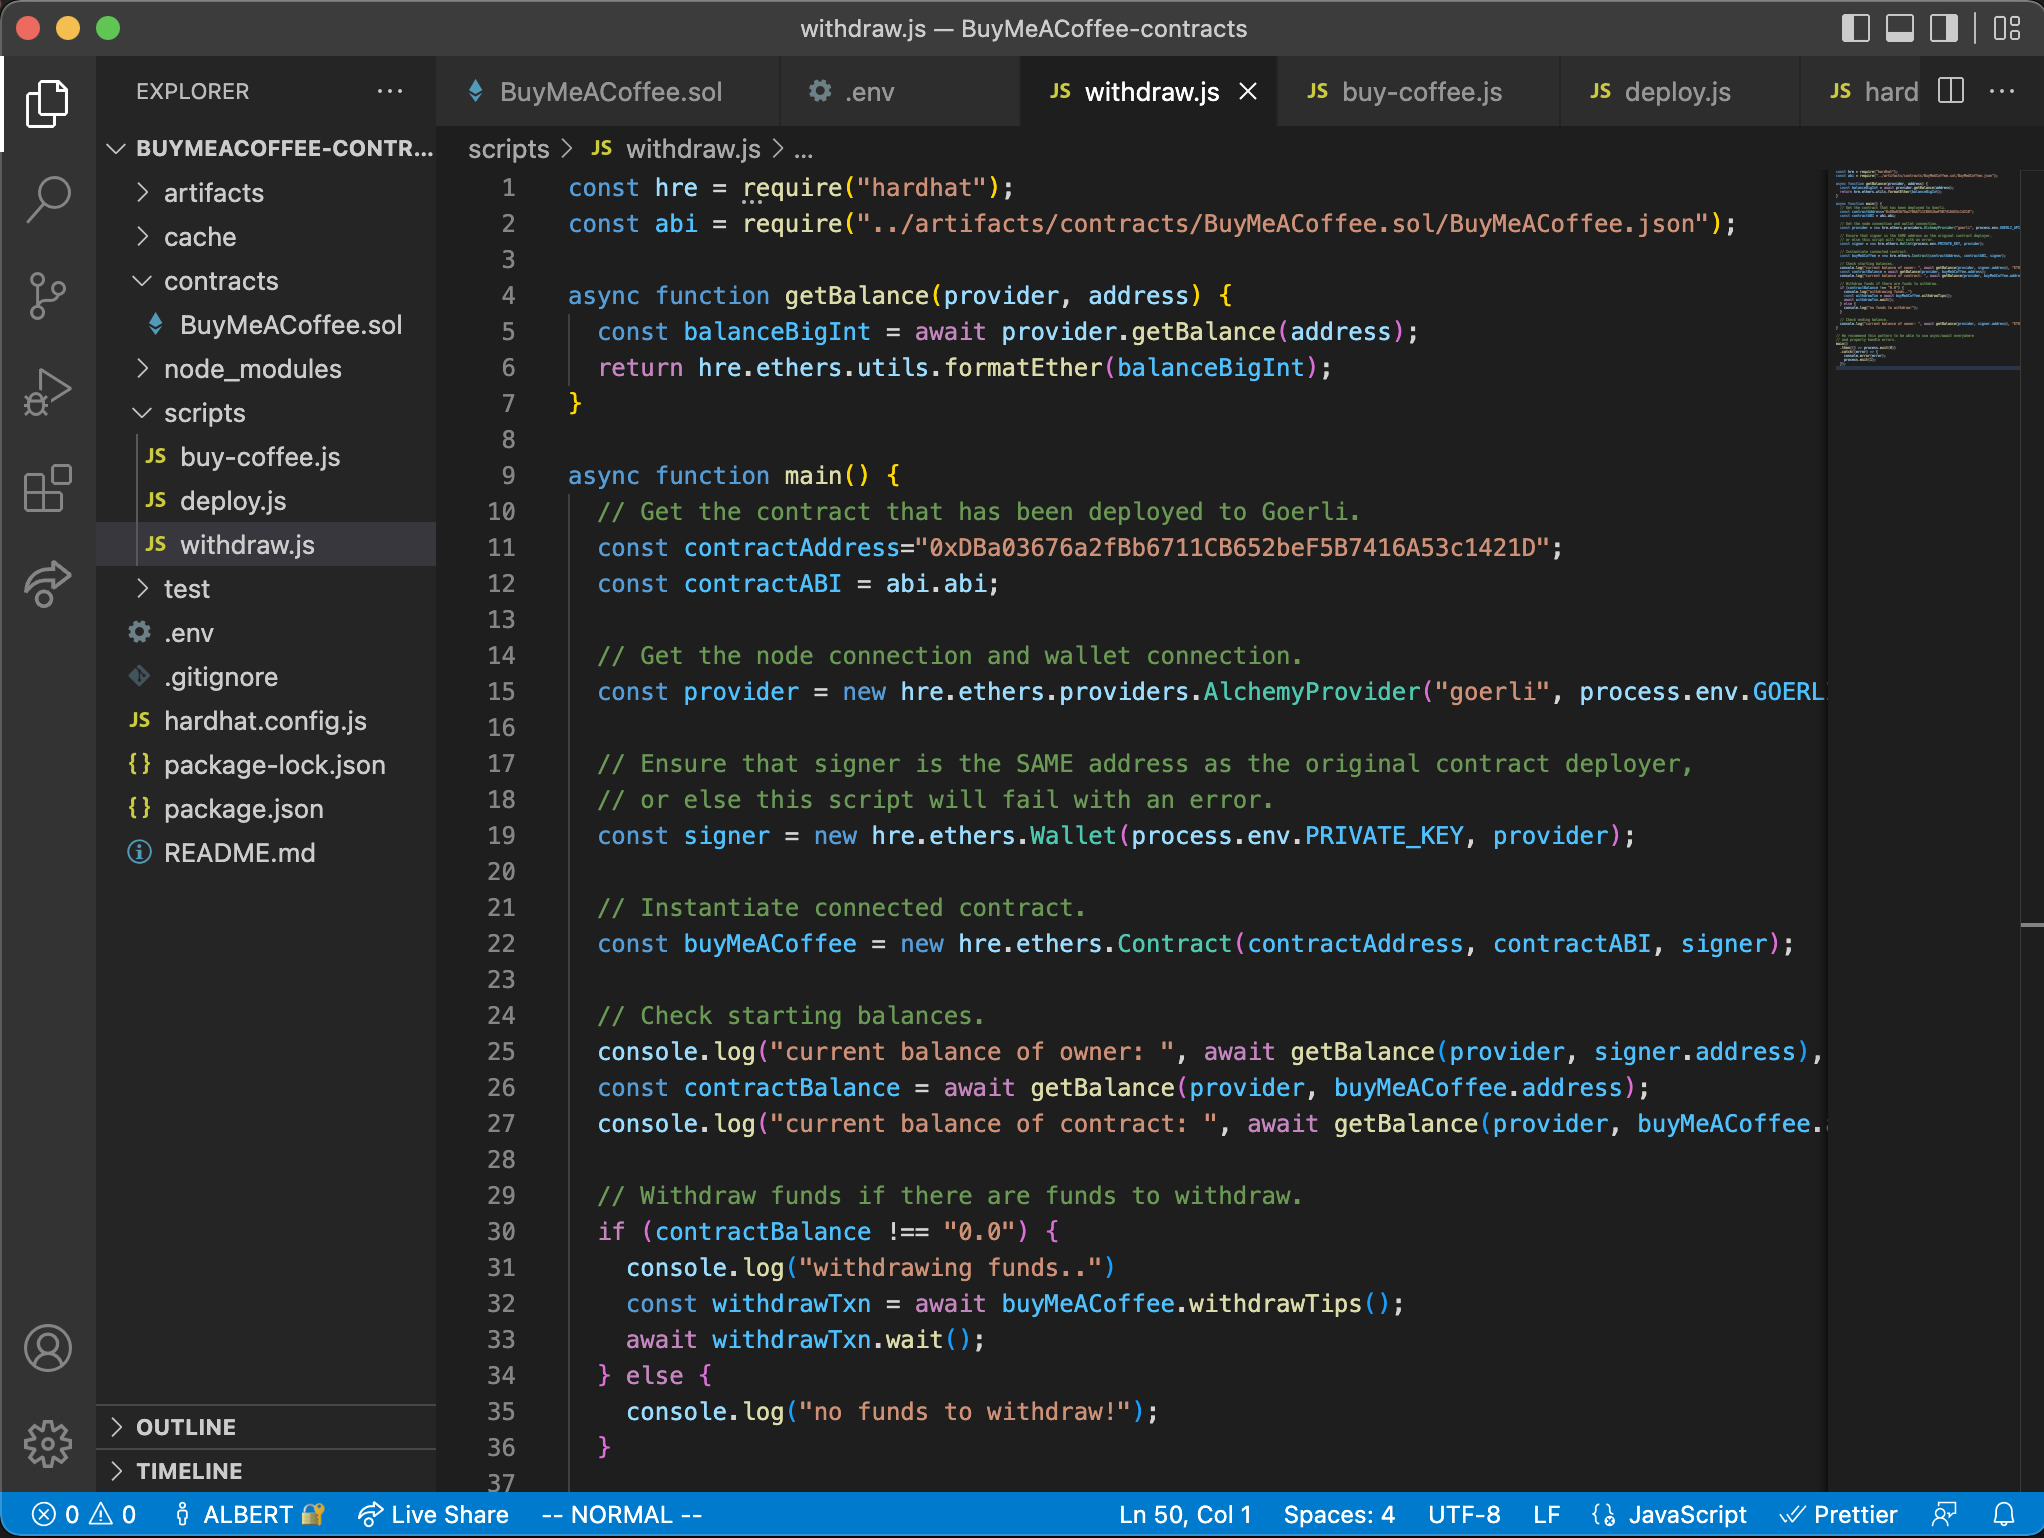 withdraw.js — BuyMeACoffee-contracts
EXPLORER
BUYMEACOFFEE-CONTR...
artifacts
cache
contracts
BuyMeACoffee.sol
node_modules
scripts
JS buy-coffee.js
JS deploy.js
JS withdraw.js
test
.env
.gitignore
JS hardhat.config.js
{} package-lock.json
{} package.json
README.md
OUTLINE
TIMELINE
BuyMeACoffee.sol
.env
JS withdraw.js
JS buy-coffee.js
JS deploy.js
JS hard
scripts > JS withdraw.js > ...
1 const hre = require("hardhat");
2 const abi = require("../artifacts/contracts/BuyMeACoffee.sol/BuyMeACoffee.json");
3
4 async function getBalance(provider, address) {
5 const balanceBigInt = await provider.getBalance(address);
6 return hre.ethers.utils.formatEther(balanceBigInt);
7 }
8
9 async function main() {
10 // Get the contract that has been deployed to Goerli.
11 const contractAddress="0xDBa03676a2fBb6711CB652beF5B7416A53c1421D";
12 const contractABI = abi.abi;
13
14 // Get the node connection and wallet connection.
15 const provider = new hre.ethers.providers.AlchemyProvider("goerli", process.env.GOERL
16
17 // Ensure that signer is the SAME address as the original contract deployer,
18 // or else this script will fail with an error.
19 const signer = new hre.ethers.Wallet(process.env.PRIVATE_KEY, provider);
20
21 // Instantiate connected contract.
22 const buyMeACoffee = new hre.ethers.Contract(contractAddress, contractABI, signer);
23
24 // Check starting balances.
25 console.log("current balance of owner: ", await getBalance(provider, signer.address),
26 const contractBalance = await getBalance(provider, buyMeACoffee.address);
27 console.log("current balance of contract: ", await getBalance(provider, buyMeACoffee.
28
29 // Withdraw funds if there are funds to withdraw.
30 if (contractBalance !== "0.0") {
31 console.log("withdrawing funds..")
32 const withdrawTxn = await buyMeACoffee.withdrawTips();
33 await withdrawTxn.wait();
34 } else {
35 console.log("no funds to withdraw!");
36 }
37
0 0 ALBERT Live Share -- NORMAL -- Ln 50, Col 1 Spaces: 4 UTF-8 LF JavaScript Prettier